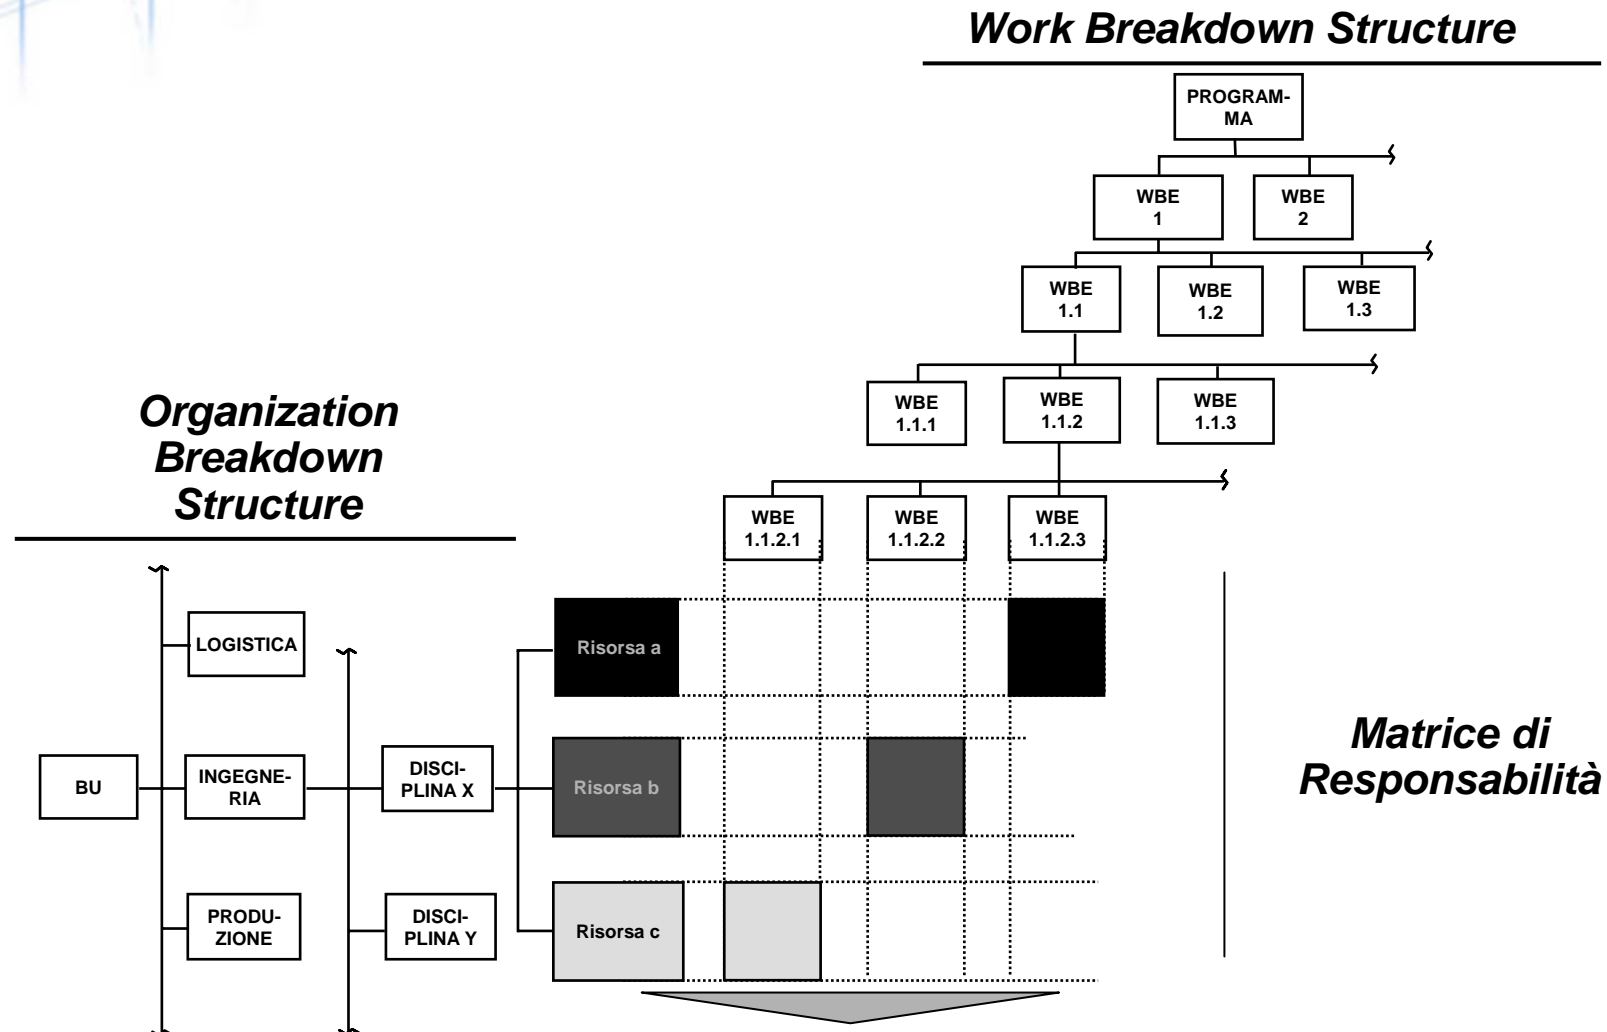 Work Breakdown Structure
PROGRAM-
MA
WBE
1
WBE
2
WBE
1.1
WBE
1.2
WBE
1.3
WBE
1.1.1
WBE
1.1.2
WBE
1.1.3
Organization
Breakdown
Structure
WBE
1.1.2.1
WBE
1.1.2.2
WBE
1.1.2.3
LOGISTICA
Risorsa a
BU
INGEGNE-
RIA
DISCI-
PLINA X
Risorsa b
Matrice di
Responsabilità
PRODU-
ZIONE
DISCI-
PLINA Y
Risorsa c